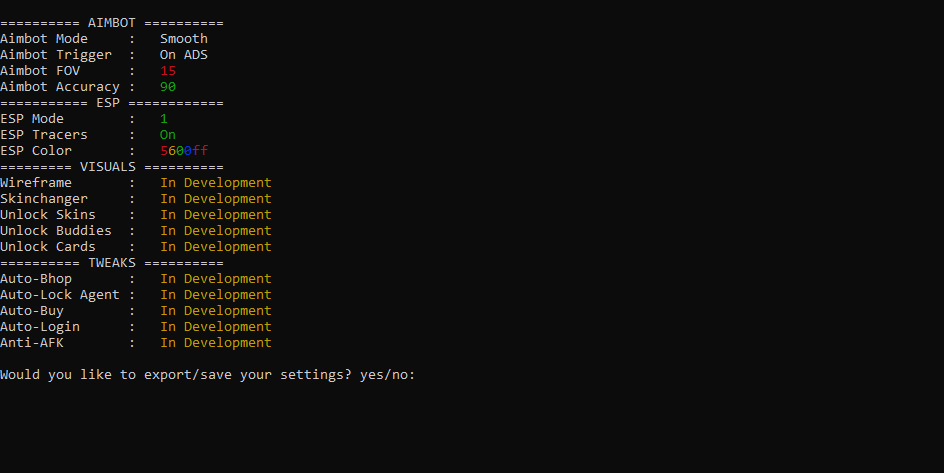 ========== AIMBOT ==========
Aimbot Mode     :   Smooth
Aimbot Trigger  :   On ADS
Aimbot FOV      :   15
Aimbot Accuracy :   90
=========== ESP ============
ESP Mode        :   1
ESP Tracers     :   On
ESP Color       :   5600ff
========= VISUALS ==========
Wireframe       :   In Development
Skinchanger     :   In Development
Unlock Skins    :   In Development
Unlock Buddies  :   In Development
Unlock Cards    :   In Development
========== TWEAKS ==========
Auto-Bhop       :   In Development
Auto-Lock Agent :   In Development
Auto-Buy        :   In Development
Auto-Login      :   In Development
Anti-AFK        :   In Development
Would you like to export/save your settings? yes/no: